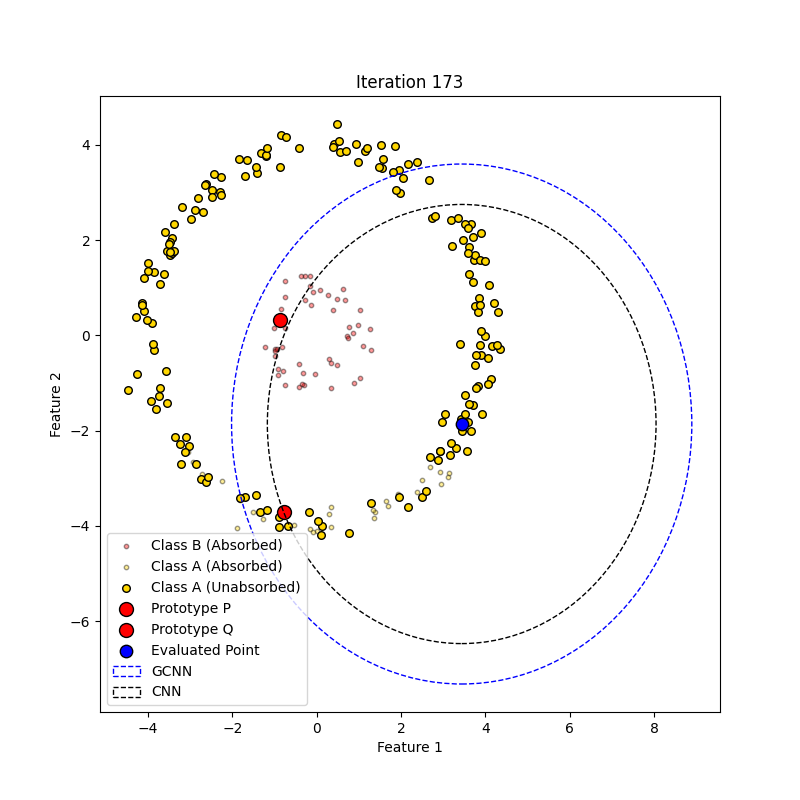 Iteration 173
4
2
0
−2
−4
−6
Feature 2
Class B (Absorbed)
Class A (Absorbed)
Class A (Unabsorbed)
Prototype P
Prototype Q
Evaluated Point
GCNN
CNN
−4 −2 0 2 4 6 8
Feature 1